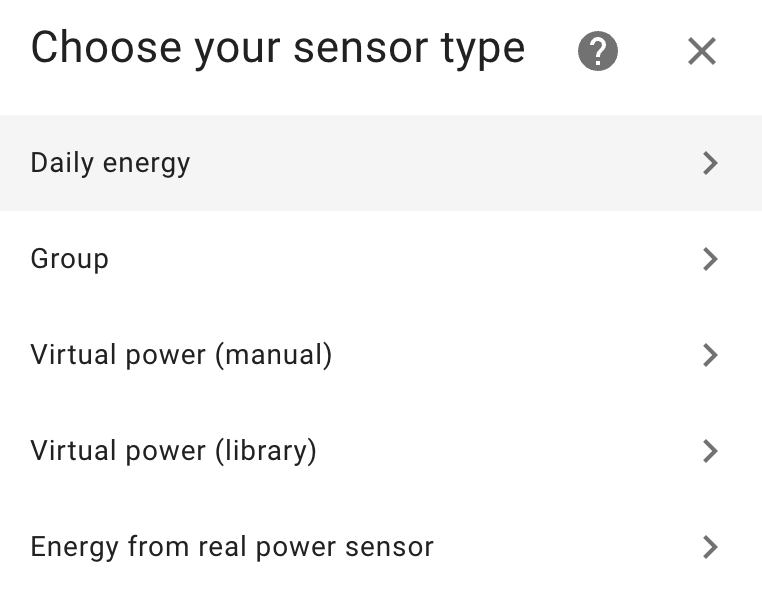 Choose your sensor type
Daily energy
Group
Virtual power (manual)
Virtual power (library)
Energy from real power sensor